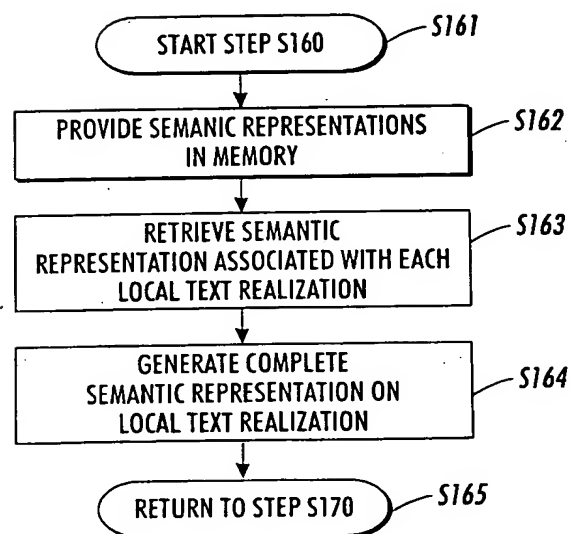 START STEP S160
S161
PROVIDE SEMANIC REPRESENTATIONS
IN MEMORY
S162
RETRIEVE SEMANTIC
REPRESENTATION ASSOCIATED WITH EACH
LOCAL TEXT REALIZATION
S163
GENERATE COMPLETE
SEMANTIC REPRESENTATION ON
LOCAL TEXT REALIZATION
S164
RETURN TO STEP S170
S165